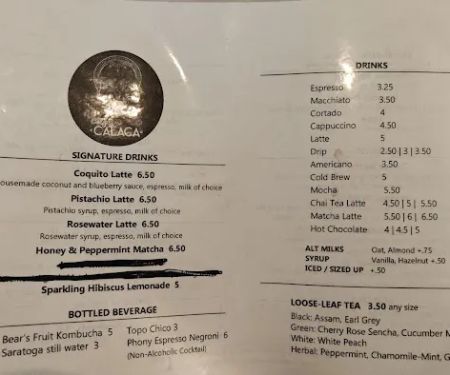 CALAGA
SIGNATURE DRINKS
Coquito Latte 6.50
ousemade coconut and blueberry sauce, espresso, milk of choice
Pistachio Latte 6.50
Pistachio syrup, espresso, milk of choice
Rosewater Latte 6.50
Rosewater syrup, espresso, milk of choice
Honey & Peppermint Matcha 6.50
Sparkling Hibiscus Lemonade 5
BOTTLED BEVERAGE
Bear's Fruit Kombucha 5
Saratoga still water 3
Topo Chico 3
Phony Espresso Negroni 6
(Non-Alcoholic Cocktail)
DRINKS
Espresso 3.25
Macchiato 3.50
Cortado 4
Cappuccino 4.50
Latte 5
Drip 2.50 | 3 | 3.50
Americano 3.50
Cold Brew 5
Mocha 5.50
Chai Tea Latte 4.50 | 5 | 5.50
Matcha Latte 5.50 | 6 | 6.50
Hot Chocolate 4 | 4.5 | 5
ALT MILKS Oat, Almond +.75
SYRUP Vanilla, Hazelnut +.50
ICED / SIZED UP +.50
LOOSE-LEAF TEA 3.50 any size
Black: Assam, Earl Grey
Green: Cherry Rose Sencha, Cucumber M
White: White Peach
Herbal: Peppermint, Chamomile-Mint, G